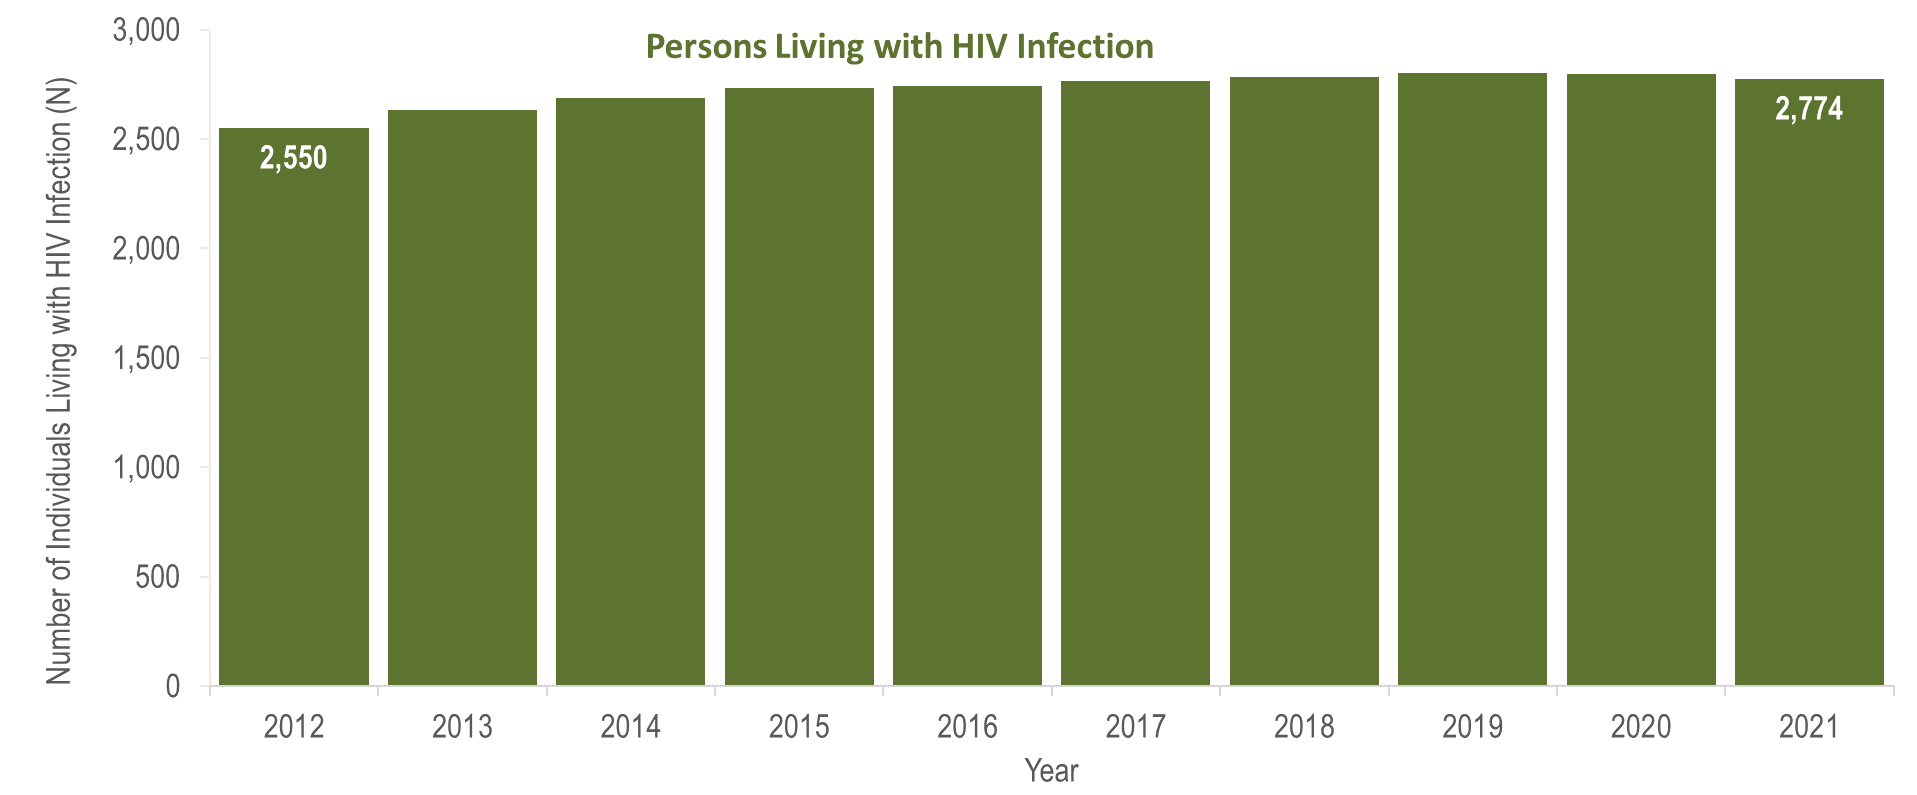 Persons Living with HIV Infection
Number of Individuals Living with HIV Infection (N)
3,000
2,500
2,000
1,500
1,000
500
0
2,550
2,774
2012 2013 2014 2015 2016 2017 2018 2019 2020 2021
Year